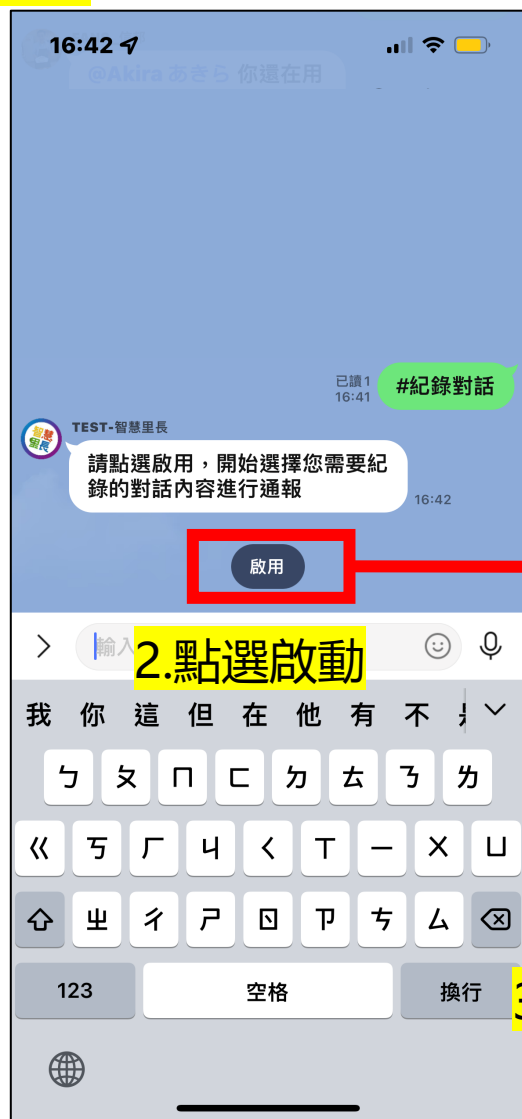 16:42
@Akira あきら 你還在用
已讀1
16:41
#紀錄對話
智慧
里長
TEST-智慧里長
請點選啟用，開始選擇您需要紀
錄的對話內容進行通報
16:42
啟用
輸入
2.點選啟動
我 你 這 但 在 他 有 不
ㄅ ㄆ ㄇ ㄈ ㄉ ㄊ ㄋ ㄌ
ㄍ ㄎ ㄏ ㄐ ㄑ ㄒ ㄧ ㄨ ㄩ
ㄓ ㄔ ㄕ ㄖ ㄗ ㄘ ㄙ
123 空格 換行
3